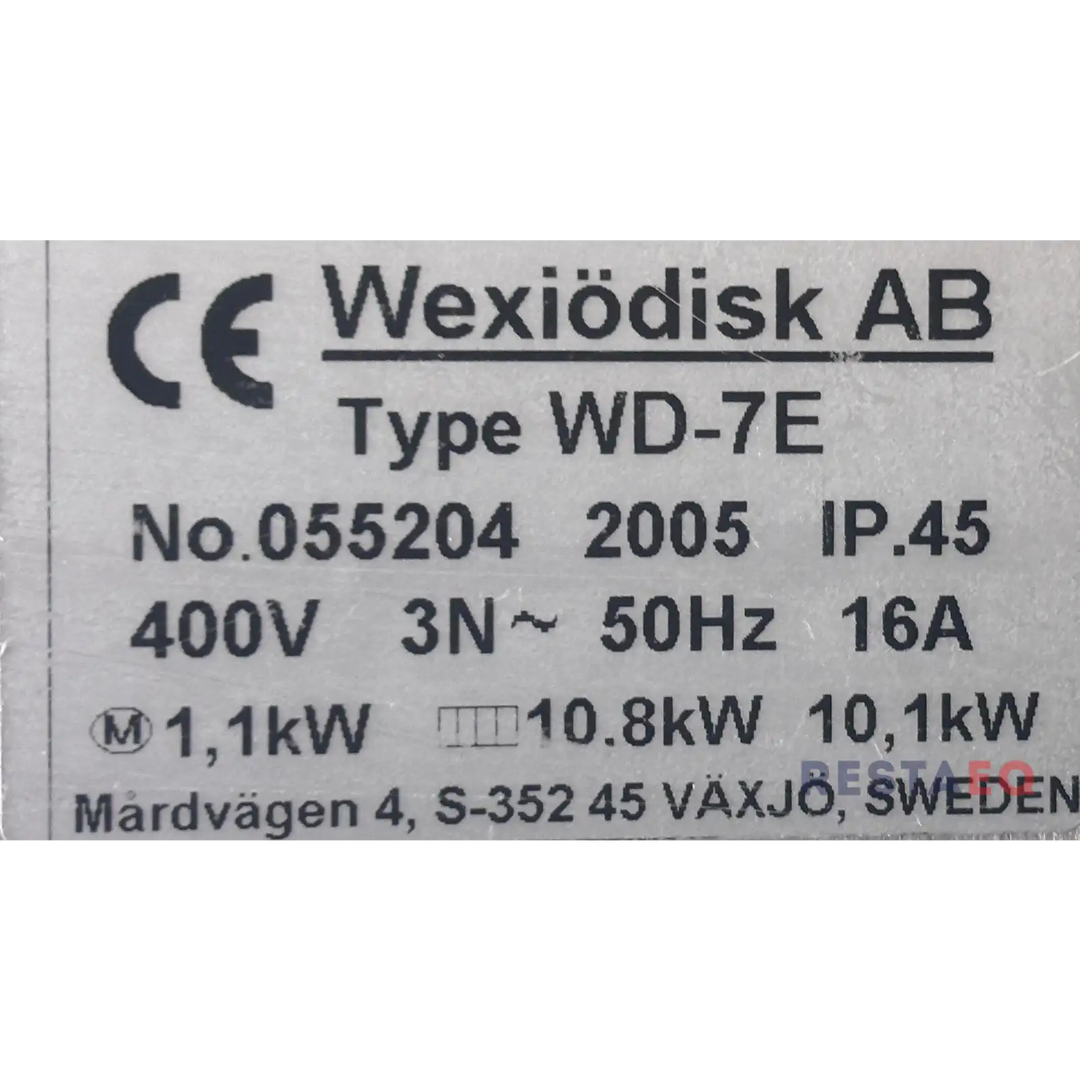 CE Wexiödisk AB
Type WD-7E
No.055204 2005 IP.45
400V 3N~ 50Hz 16A
M 1,1kW 10.8kW 10,1kW
RESTAEQ
Mårdvägen 4, S-352 45 VÄXJÖ, SWEDEN